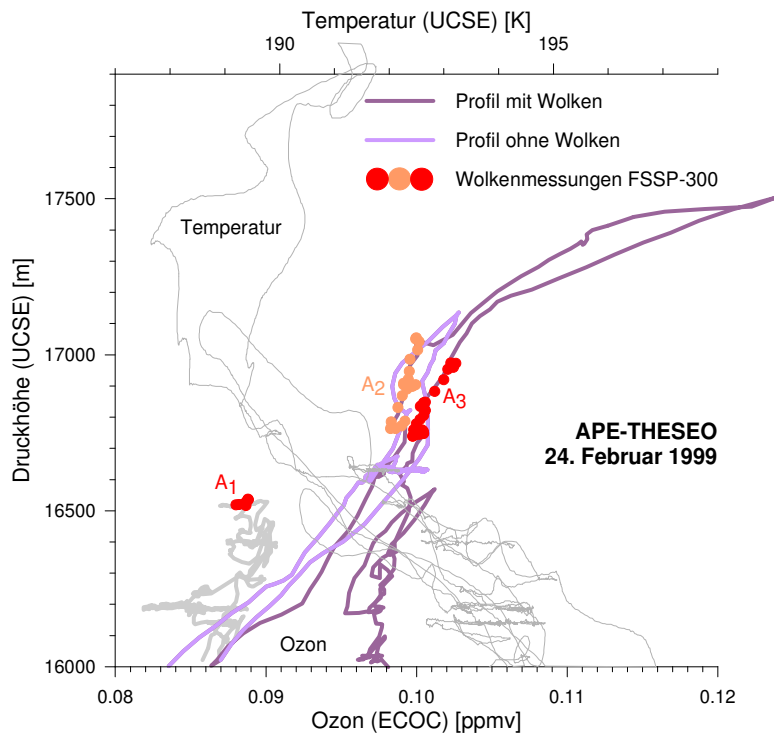 Temperatur (UCSE) [K]
190 195
Profil mit Wolken
Profil ohne Wolken
Wolkenmessungen FSSP-300
17500
Temperatur
Druckhöhe (UCSE) [m]
17000
A2
A3
APE-THESEO
24. Februar 1999
A1
16500
Ozon
16000
0.08 0.09 0.10 0.11 0.12
Ozon (ECOC) [ppmv]